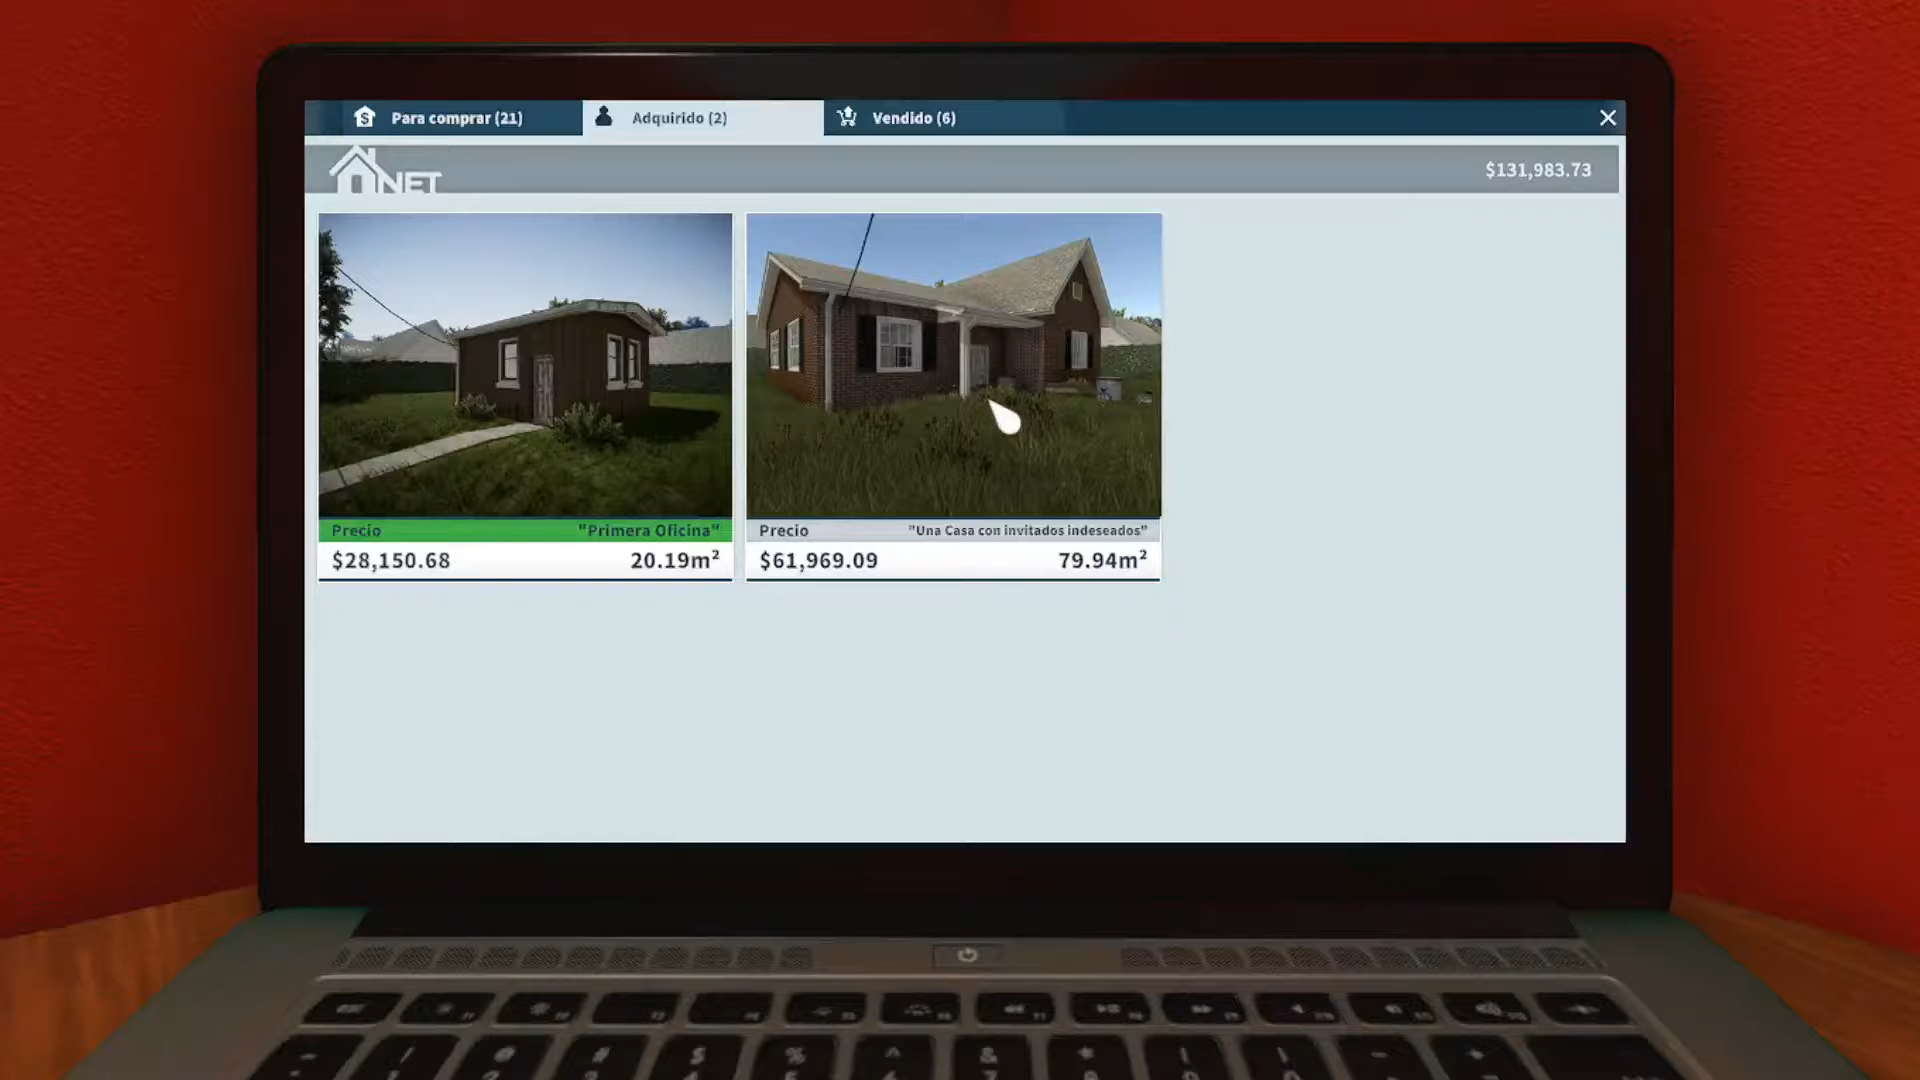 Para comprar (21)
Adquirido (2)
Vendido (6)
NET
$131,983.73
Precio
"Primera Oficina"
$28,150.68
20.19m²
Precio
"Una Casa con invitados indeseados"
$61,969.09
79.94m²